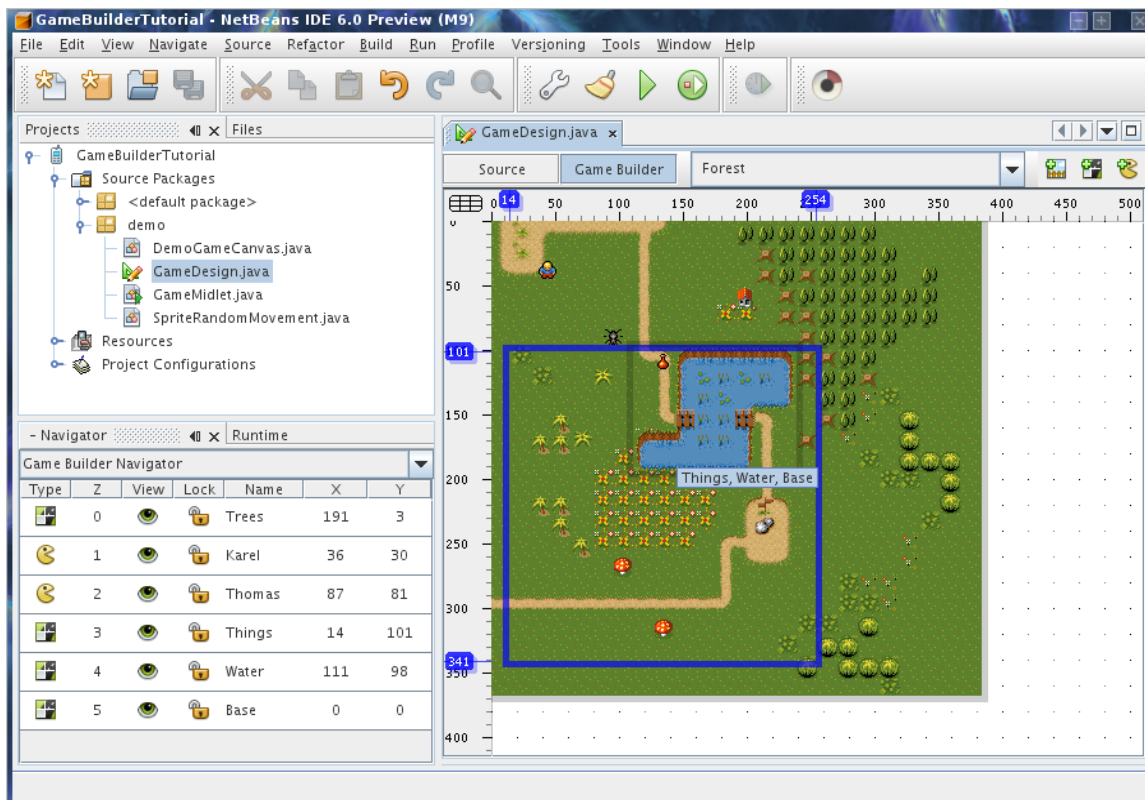 GameBuilderTutorial - NetBeans IDE 6.0 Preview (M9)
File Edit View Navigate Source Refactor Build Run Profile Versioning Tools Window Help
Projects
Files
GameBuilderTutorial
Source Packages
<default package>
demo
DemoGameCanvas.java
GameDesign.java
GameMidlet.java
SpriteRandomMovement.java
Resources
Project Configurations
- Navigator
Runtime
Game Builder Navigator
Type Z View Lock Name X Y
0 Trees 191 3
1 Karel 36 30
2 Thomas 87 81
3 Things 14 101
4 Water 111 98
5 Base 0 0
GameDesign.java x
Source Game Builder Forest
14 254
0 50 100 150 200 300 350 400 450 500
0
50
101
150
200
250
300
341
350
400
Things, Water, Base